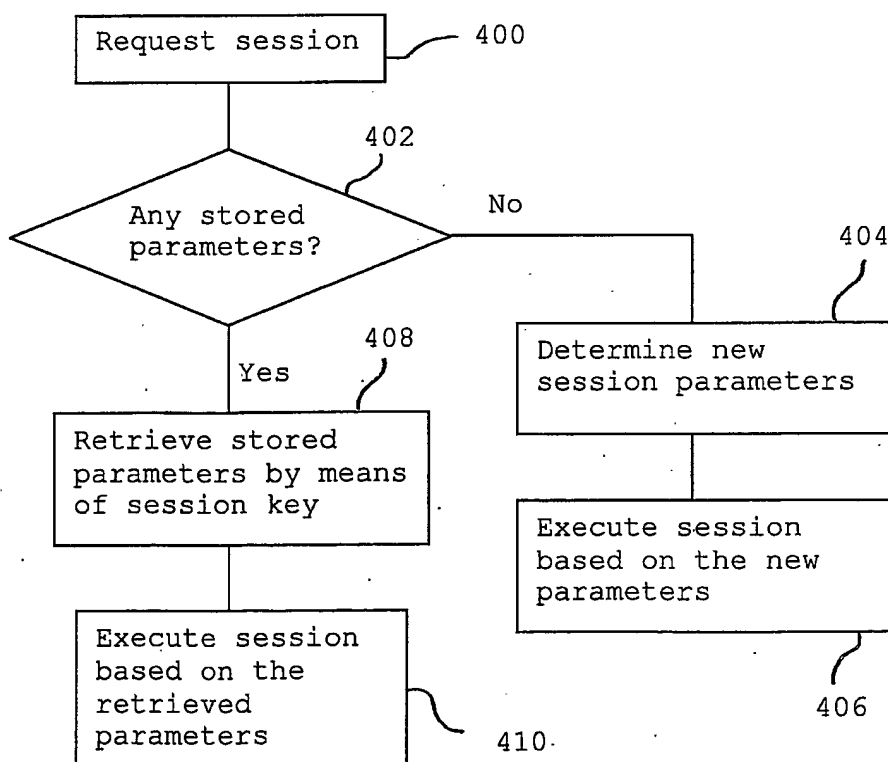 Request session
400
402
Any stored
parameters?
No
404
Determine new
session parameters
408
Yes
Retrieve stored
parameters by means
of session key
Execute session
based on the new
parameters
406
Execute session
based on the
retrieved
parameters
410